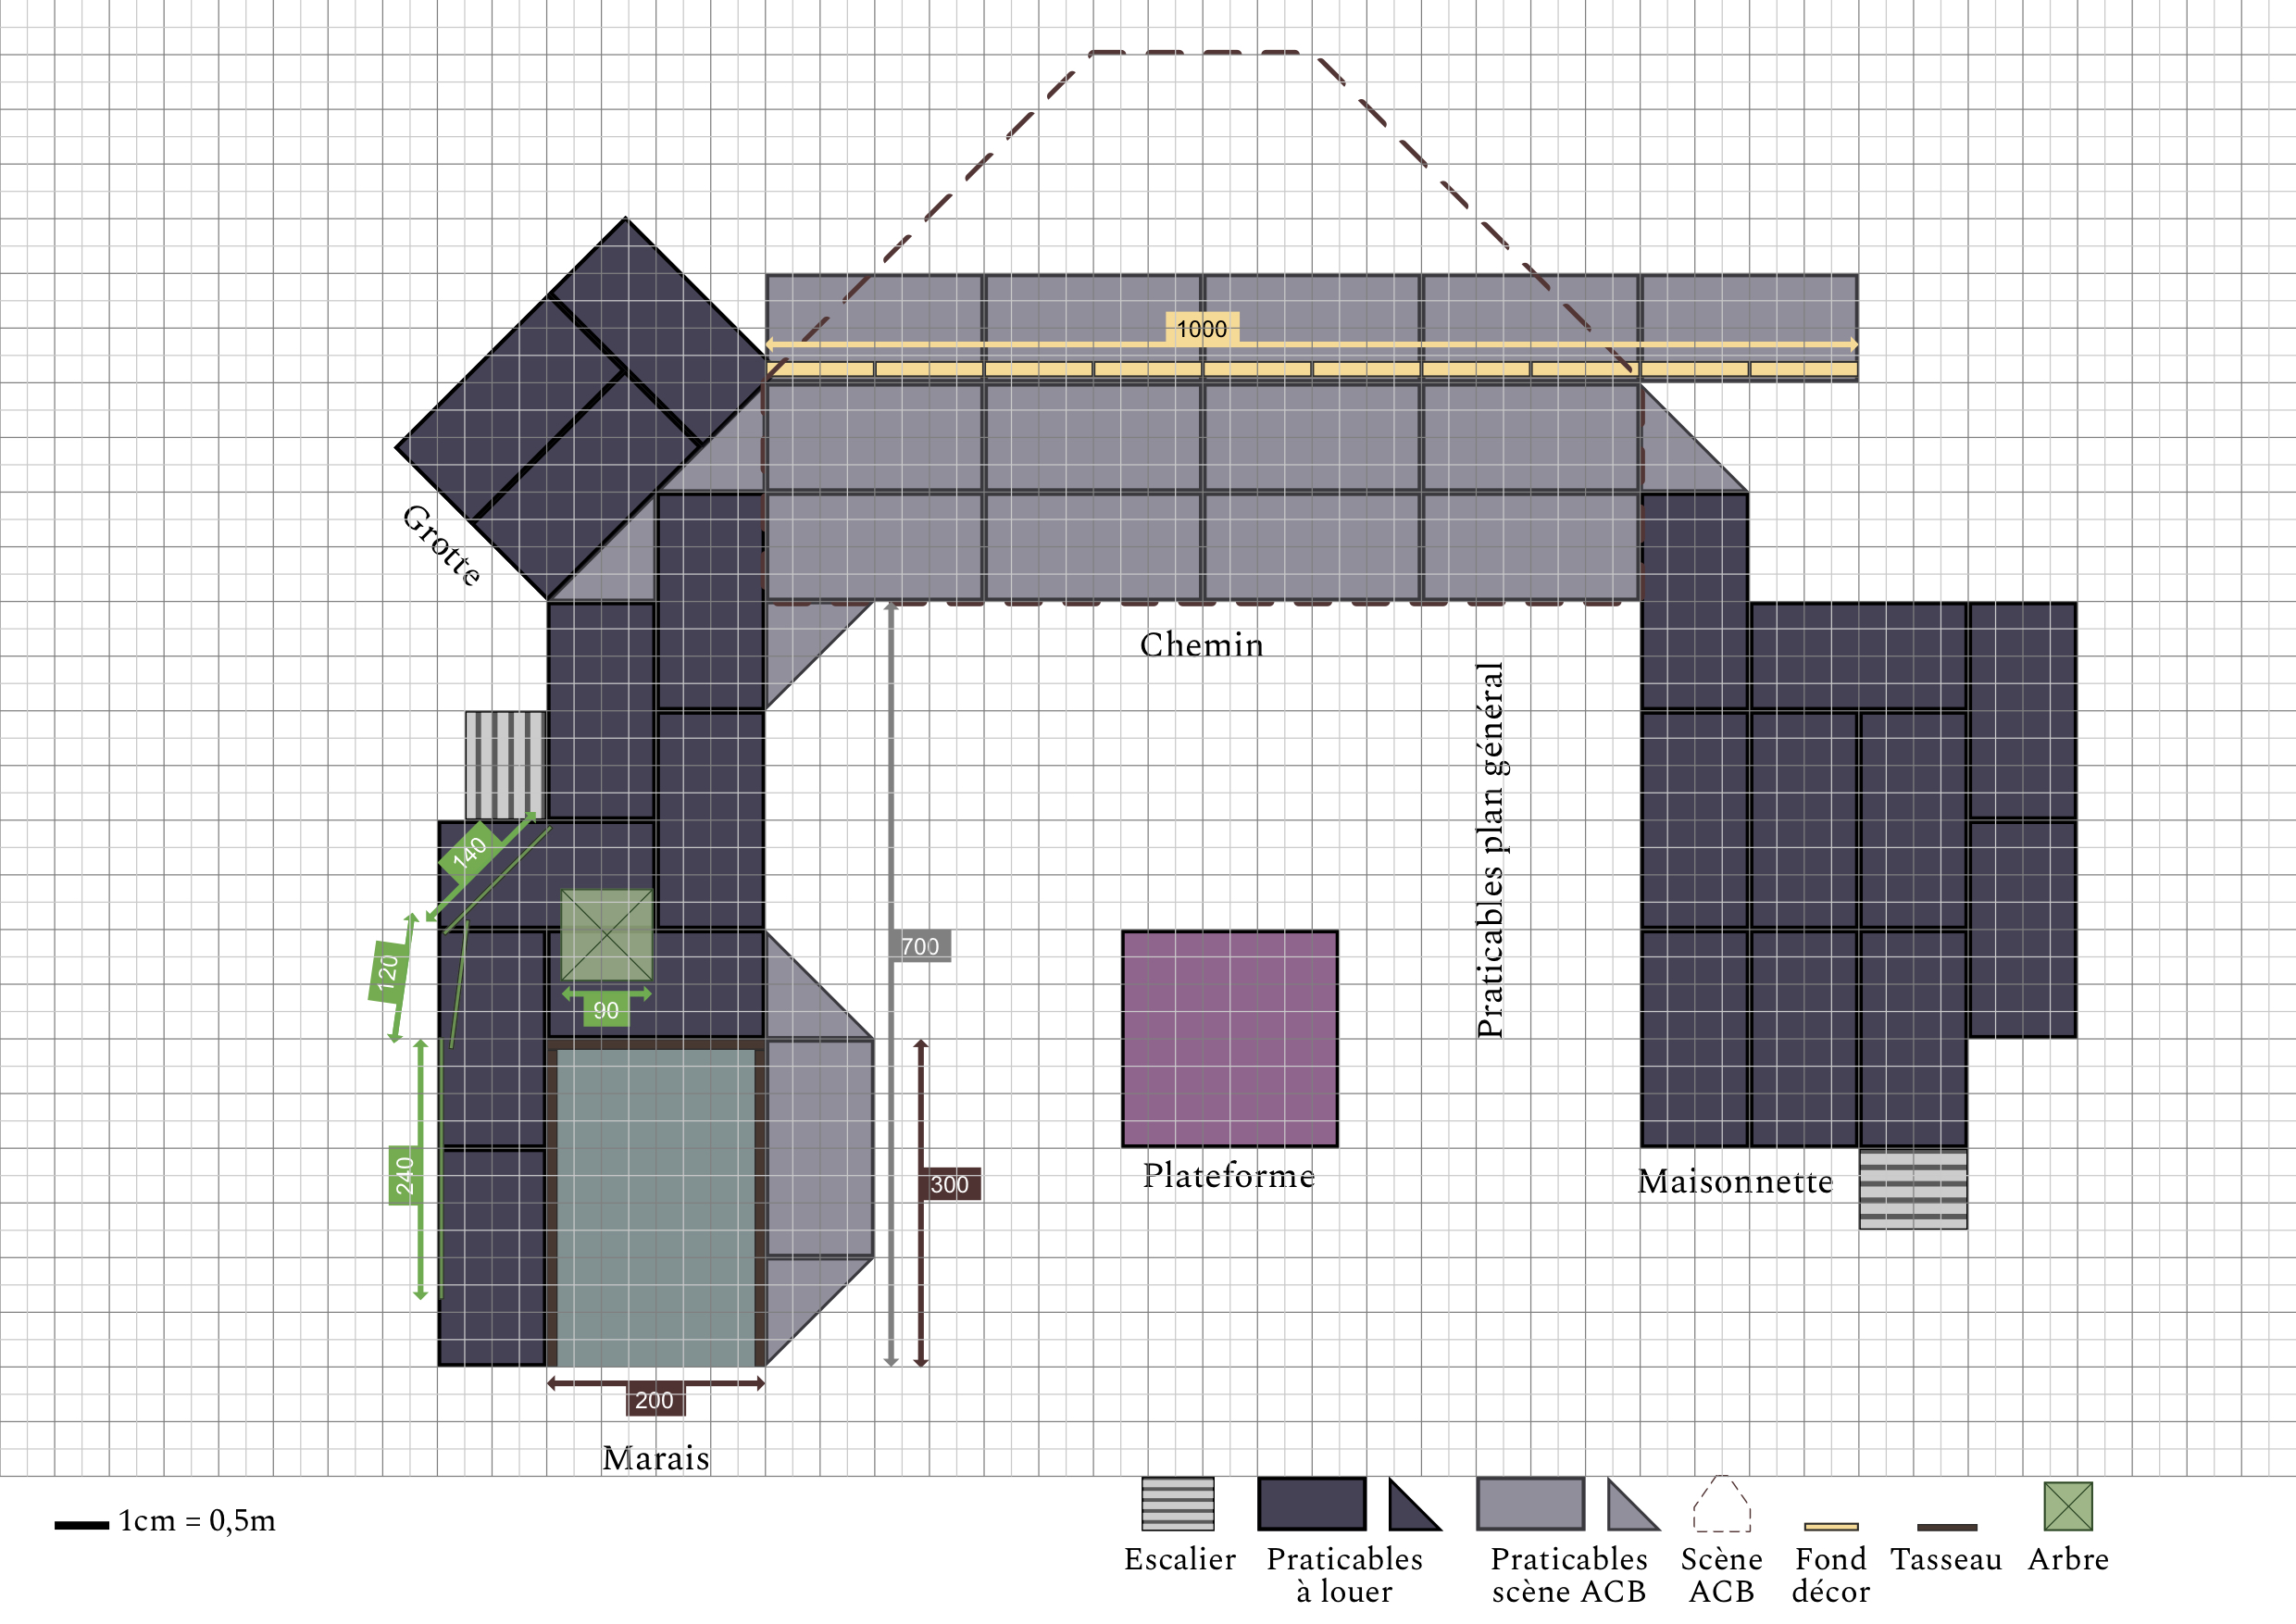 1000
Grotte
Chemin
Praticables plan général
140
120
700
90
240
300
Plateforme
Maisonnette
200
Marais
1cm = 0,5m
Escalier
Praticables
à louer
Praticables
scène ACB
Scène
ACB
Fond
décor
Tasseau
Arbre